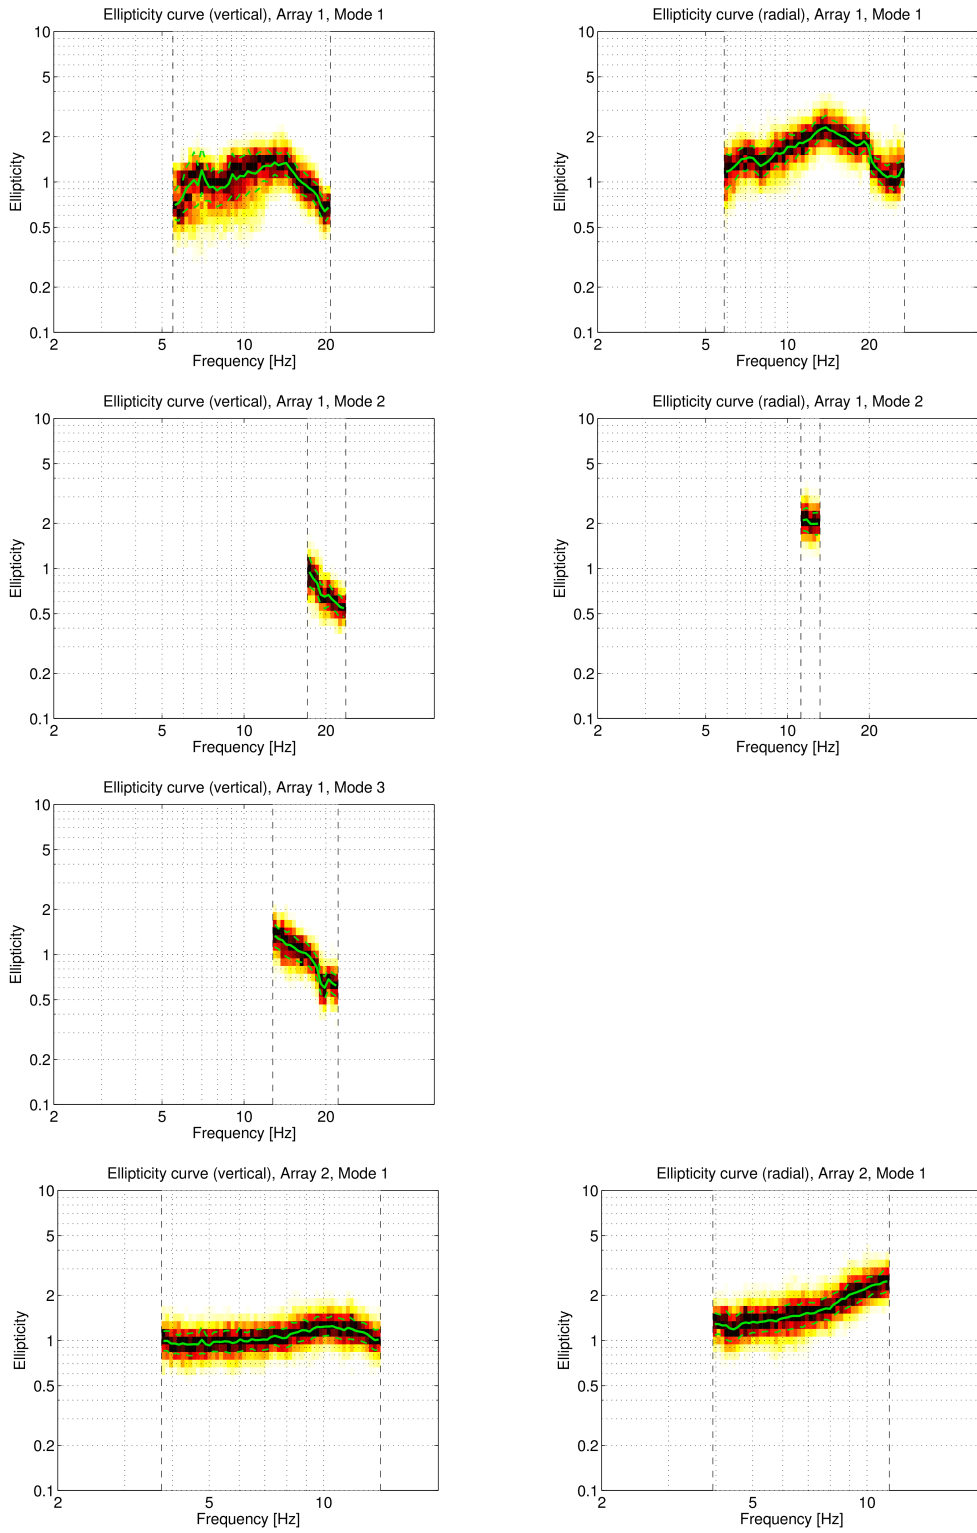 Ellipticity curve (vertical), Array 1, Mode 1
10
5
2
1
0.5
0.2
0.1
Ellipticity
2 5 10 20
Frequency [Hz]
Ellipticity curve (radial), Array 1, Mode 1
10
5
2
1
0.5
0.2
0.1
Ellipticity
2 5 10 20
Frequency [Hz]
Ellipticity curve (vertical), Array 1, Mode 2
10
5
2
1
0.5
0.2
0.1
Ellipticity
2 5 10 20
Frequency [Hz]
Ellipticity curve (radial), Array 1, Mode 2
10
5
2
1
0.5
0.2
0.1
Ellipticity
2 5 10 20
Frequency [Hz]
Ellipticity curve (vertical), Array 1, Mode 3
10
5
2
1
0.5
0.2
0.1
Ellipticity
2 5 10 20
Frequency [Hz]
Ellipticity curve (vertical), Array 2, Mode 1
10
5
2
1
0.5
0.2
0.1
Ellipticity
2 5 10
Frequency [Hz]
Ellipticity curve (radial), Array 2, Mode 1
10
5
2
1
0.5
0.2
0.1
Ellipticity
2 5 10
Frequency [Hz]